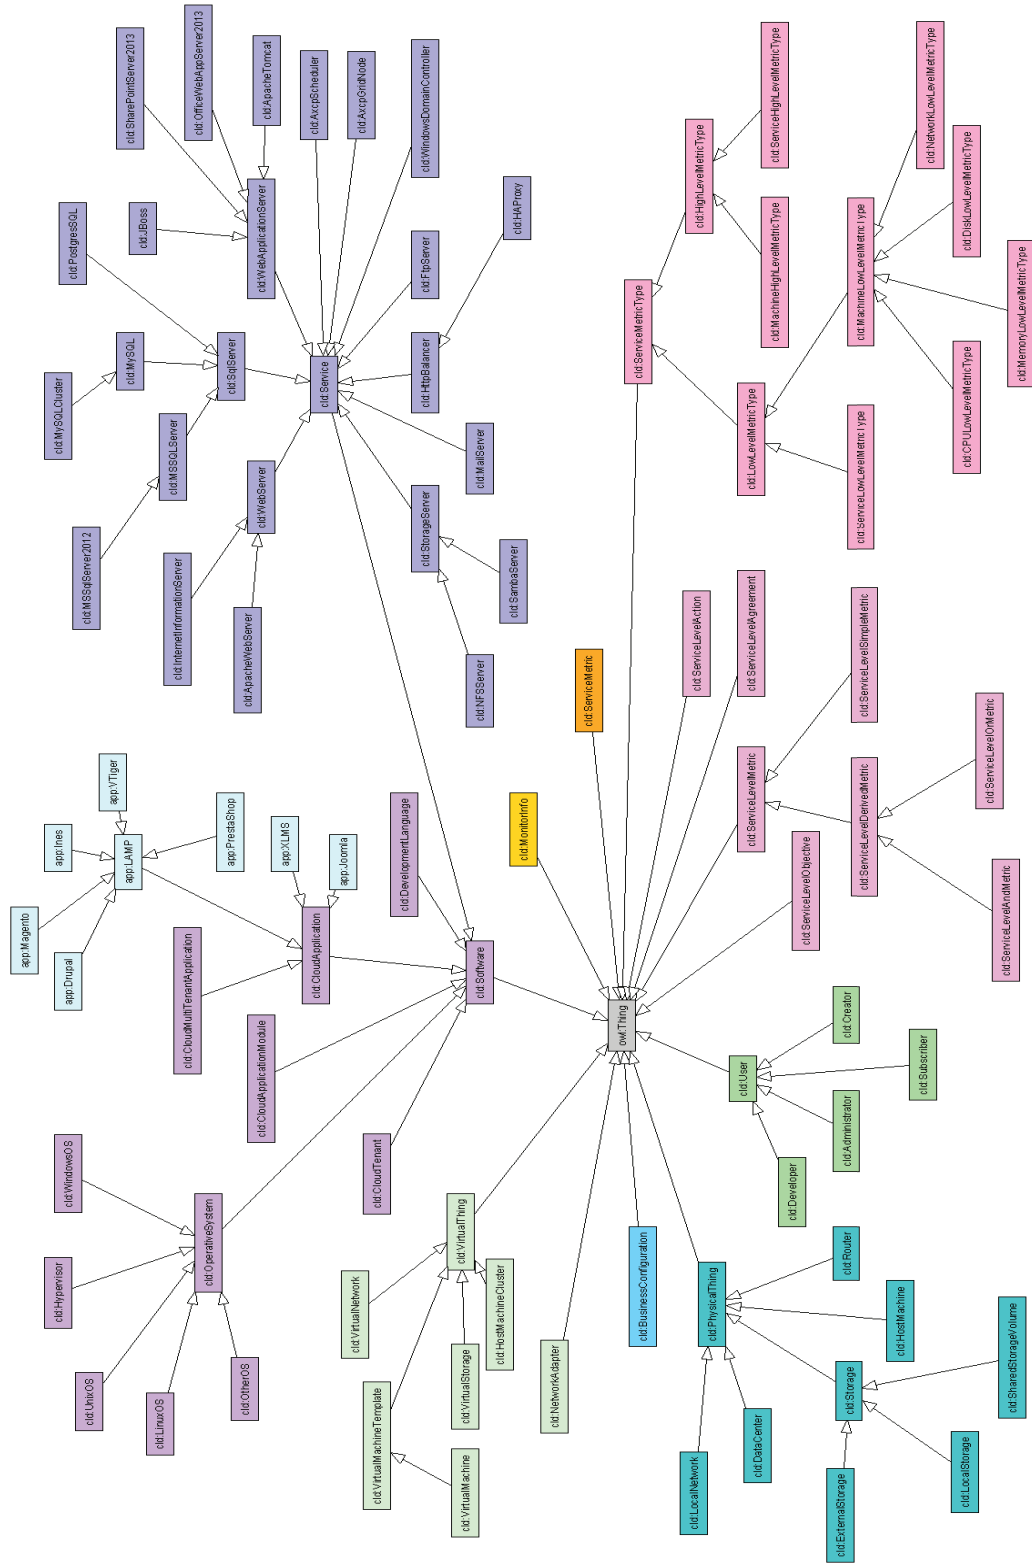 cld:SharePointServer2013
cld:OfficeWebAppServer2013
cld:ApacheTomcat
cld:AxcpScheduler
cld:AxcpGridNode
cld:WindowsDomainController
cld:PostgresSQL
cld:JBoss
cld:WebApplicationServer
cld:FtpServer
cld:HAProxy
cld:MySQLCluster
cld:MySQL
cld:SqlServer
cld:Service
cld:HttpBalancer
cld:MSSqlServer2012
cld:MSSQLServer
cld:WebServer
cld:StorageServer
cld:MailServer
cld:InternetInformationServer
cld:ApacheWebServer
cld:NFSServer
cld:SambaServer
cld:NetworkLowLevelMetricType
cld:ServiceHighLevelMetricType
cld:HighLevelMetricType
cld:DiskLowLevelMetricType
cld:MachineHighLevelMetricType
cld:MachineLowLevelMetricType
cld:ServiceMetricType
cld:MemoryLowLevelMetricType
cld:LowLevelMetricType
cld:CPULowLevelMetricType
cld:ServiceLowLevelMetricType
app:Magento
app:Ines
app:VTiger
app:LAMP
app:Drupal
app:PrestaShop
app:XLMS
app:Joomla
cld:DevelopmentLanguage
cld:CloudMultiTenantApplication
cld:CloudApplication
cld:Software
cld:CloudApplicationModule
cld:CloudTenant
cld:MonitorInfo
cld:ServiceMetric
cld:ServiceLevelAction
cld:ServiceLevelAgreement
cld:ServiceLevelMetric
cld:ServiceLevelSimpleMetric
cld:ServiceLevelDerivedMetric
cld:ServiceLevelOrMetric
cld:ServiceLevelObjective
cld:ServiceLevelAndMetric
owl:Thing
cld:WindowsOS
cld:Hypervisor
cld:OperativeSystem
cld:UnixOS
cld:LinuxOS
cld:OtherOS
cld:VirtualNetwork
cld:VirtualThing
cld:HostMachineCluster
cld:VirtualStorage
cld:VirtualMachineTemplate
cld:VirtualMachine
cld:NetworkAdapter
cld:BusinessConfiguration
cld:User
cld:Creator
cld:Subscriber
cld:Administrator
cld:Developer
cld:PhysicalThing
cld:Router
cld:HostMachine
cld:Storage
cld:SharedStorageVolume
cld:LocalNetwork
cld:DataCenter
cld:ExternalStorage
cld:LocalStorage